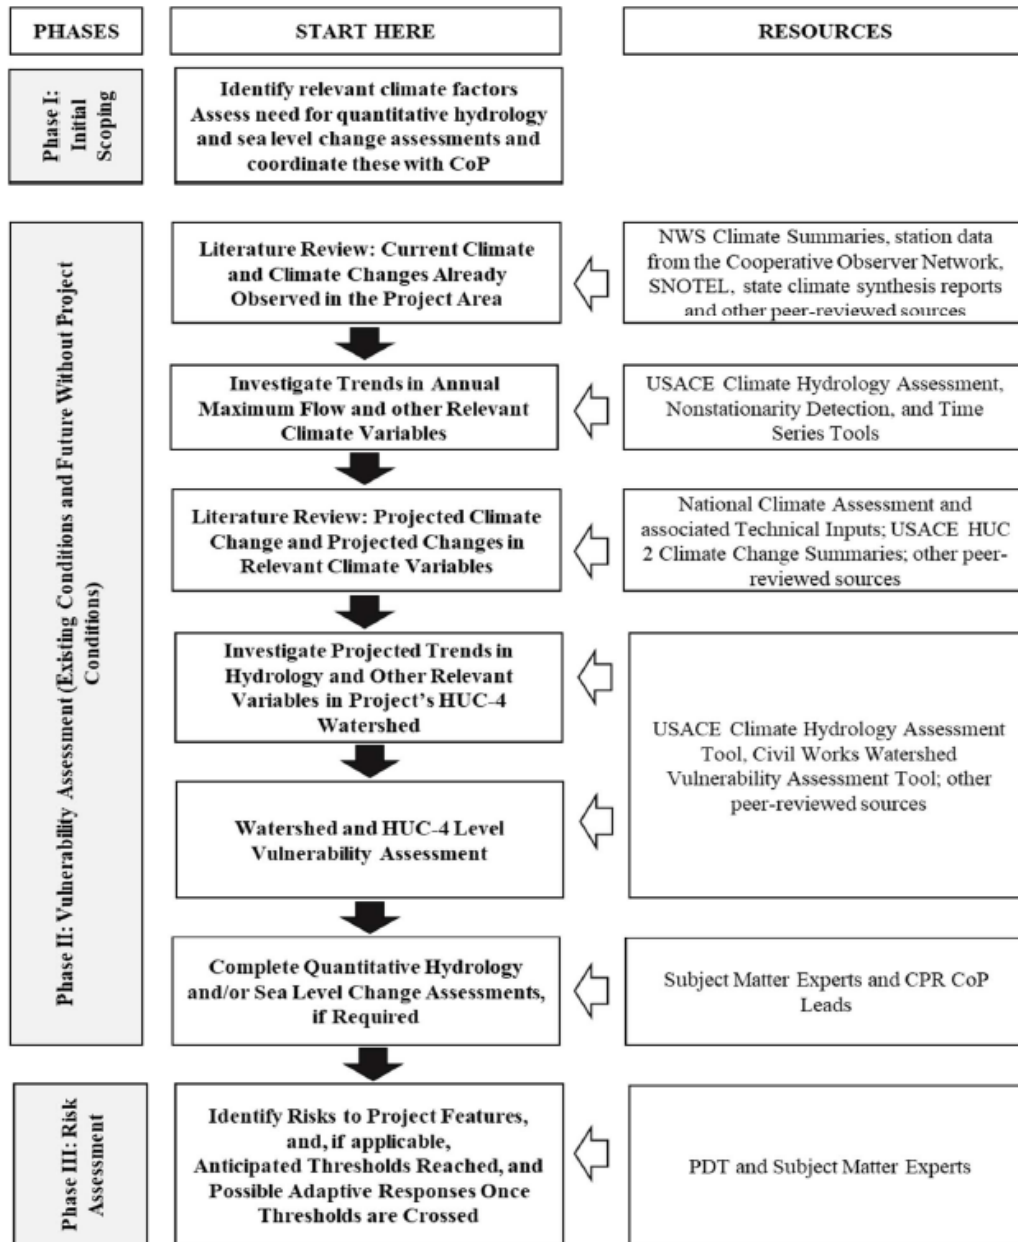 PHASES
START HERE
RESOURCES
Phase I:
Initial
Scoping
Identify relevant climate factors
Assess need for quantitative hydrology
and sea level change assessments and
coordinate these with CoP
Phase II: Vulnerability Assessment (Existing Conditions and Future Without Project
Conditions)
Literature Review: Current Climate
and Climate Changes Already
Observed in the Project Area
NWS Climate Summaries, station data
from the Cooperative Observer Network,
SNOTEL, state climate synthesis reports
and other peer-reviewed sources
Investigate Trends in Annual
Maximum Flow and other Relevant
Climate Variables
USACE Climate Hydrology Assessment,
Nonstationarity Detection, and Time
Series Tools
Literature Review: Projected Climate
Change and Projected Changes in
Relevant Climate Variables
National Climate Assessment and
associated Technical Inputs; USACE HUC
2 Climate Change Summaries; other peer-
reviewed sources
Investigate Projected Trends in
Hydrology and Other Relevant
Variables in Project's HUC-4
Watershed
USACE Climate Hydrology Assessment
Tool, Civil Works Watershed
Vulnerability Assessment Tool; other
peer-reviewed sources
Watershed and HUC-4 Level
Vulnerability Assessment
Complete Quantitative Hydrology
and/or Sea Level Change Assessments,
if Required
Subject Matter Experts and CPR CoP
Leads
Phase III: Risk
Assessment
Identify Risks to Project Features,
and, if applicable,
Anticipated Thresholds Reached, and
Possible Adaptive Responses Once
Thresholds are Crossed
PDT and Subject Matter Experts